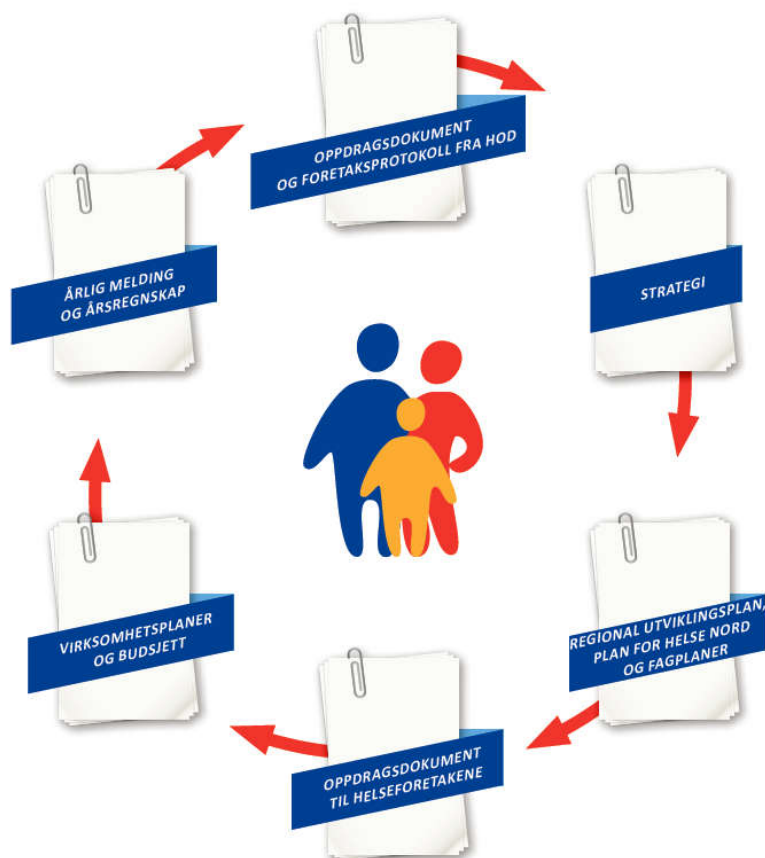 OPPDRAGSDOKUMENT
OG FORETAKSPROTOKOLL FRA HOD
ÅRLIG MELDING
OG ÅRSREGNSKAP
STRATEGI
VIRKSOMHETSPLANER
OG BUDSJETT
REGIONAL UTVIKLINGSPLAN,
PLAN FOR HELSE NORD
OG FAGPLANER
OPPDRAGSDOKUMENT
TIL HELSEFORETAKENE